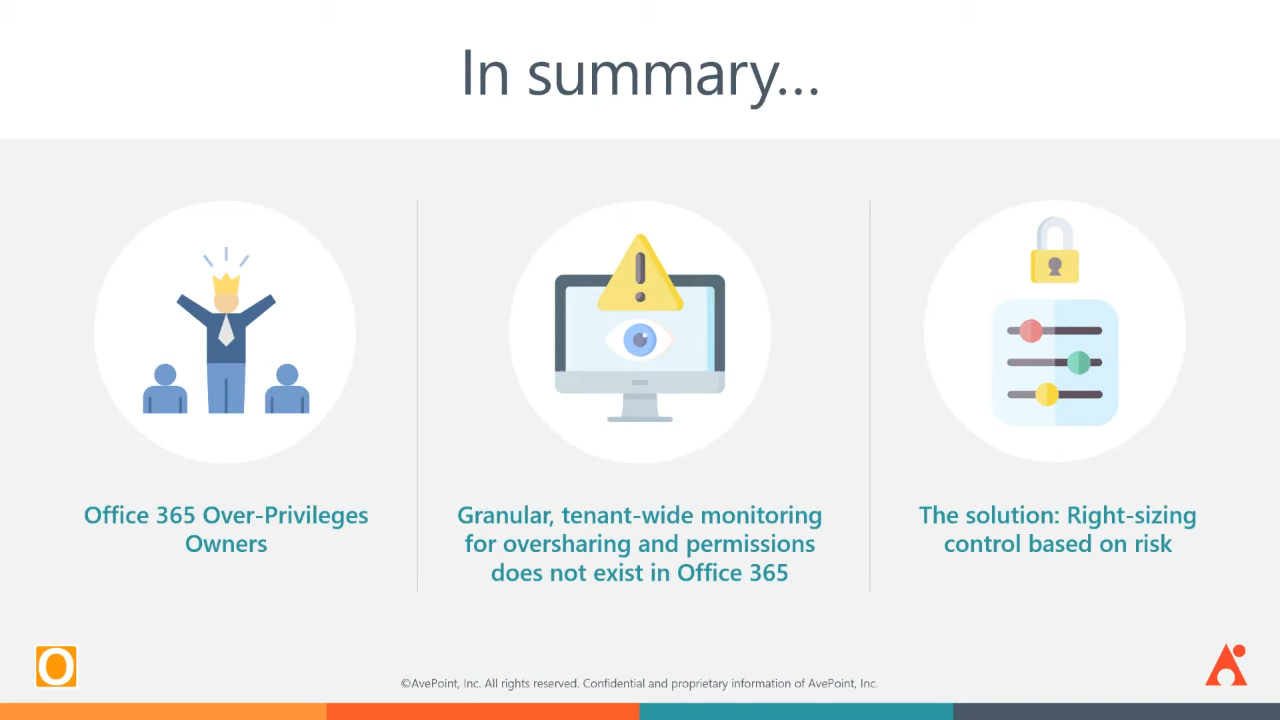 In summary...
Office 365 Over-Privileges
Owners
Granular, tenant-wide monitoring
for oversharing and permissions
does not exist in Office 365
The solution: Right-sizing
control based on risk
O
©AvePoint, Inc. All rights reserved. Confidential and proprietary information of AvePoint, Inc.